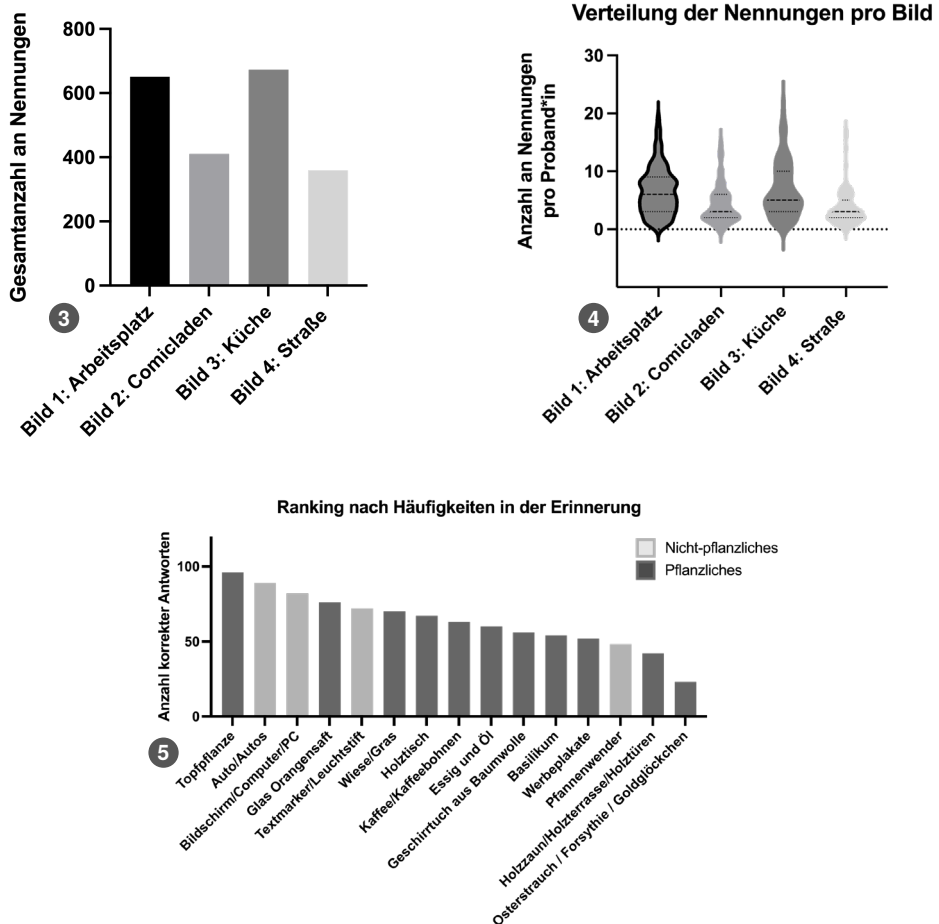 Gesamtanzahl an Nennungen
800
600
400
200
0
Bild 1: Arbeitsplatz
Bild 2: Comicladen
Bild 3: Küche
Bild 4: Straße
3
Verteilung der Nennungen pro Bild
Anzahl an Nennungen
pro Proband*in
30
20
10
0
Bild 1: Arbeitsplatz
Bild 2: Comicladen
Bild 3: Küche
Bild 4: Straße
4
Ranking nach Häufigkeiten in der Erinnerung
Anzahl korrekter Antworten
100
50
0
Nicht-pflanzliches
Pflanzliches
Topfpflanze
Auto/Autos
Bildschirm/Computer/PC
Glas Orangensaft
Textmarker/Leuchtstift
Wiese/Gras
Holztisch
Kaffee/Kaffeebohnen
Essig und Öl
Geschirrtuch aus Baumwolle
Basilikum
Werbeplakate
Pfannenwender
Holzzaun/Holzterrasse/Holztüren
Osterstrauch / Forsythie / Goldglöckchen
5